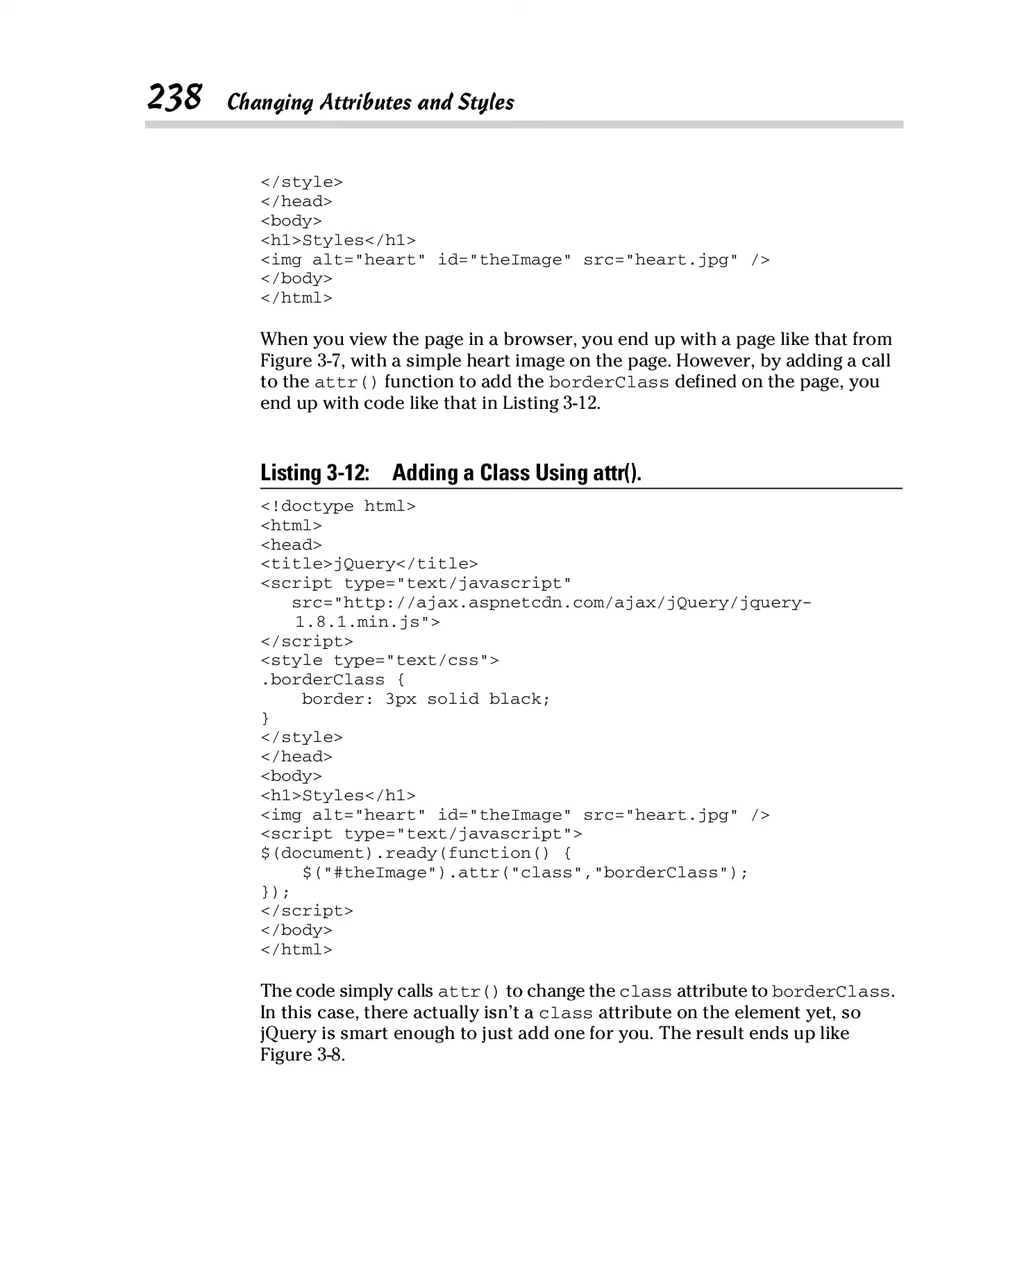 238 Changing Attributes and Styles
</style>
</head>
<body>
<h1>Styles</h1>
<img alt="heart" id="theImage" src="heart.jpg" />
</body>
</html>
When you view the page in a browser, you end up with a page like that from
Figure 3-7, with a simple heart image on the page. However, by adding a call
to the attr() function to add the borderClass defined on the page, you
end up with code like that in Listing 3-12.
Listing 3-12: Adding a Class Using attr().
<!doctype html>
<html>
<head>
<title>jQuery</title>
<script type="text/javascript"
src="http://ajax.aspnetcdn.com/ajax/jQuery/jquery-
1.8.1.min.js">
</script>
<style type="text/css">
.borderClass {
border: 3px solid black;
}
</style>
</head>
<body>
<h1>Styles</h1>
<img alt="heart" id="theImage" src="heart.jpg" />
<script type="text/javascript">
$(document).ready(function() {
$("#theImage").attr("class","borderClass");
});
</script>
</body>
</html>
The code simply calls attr() to change the class attribute to borderClass.
In this case, there actually isn’t a class attribute on the element yet, so
jQuery is smart enough to just add one for you. The result ends up like
Figure 3-8.